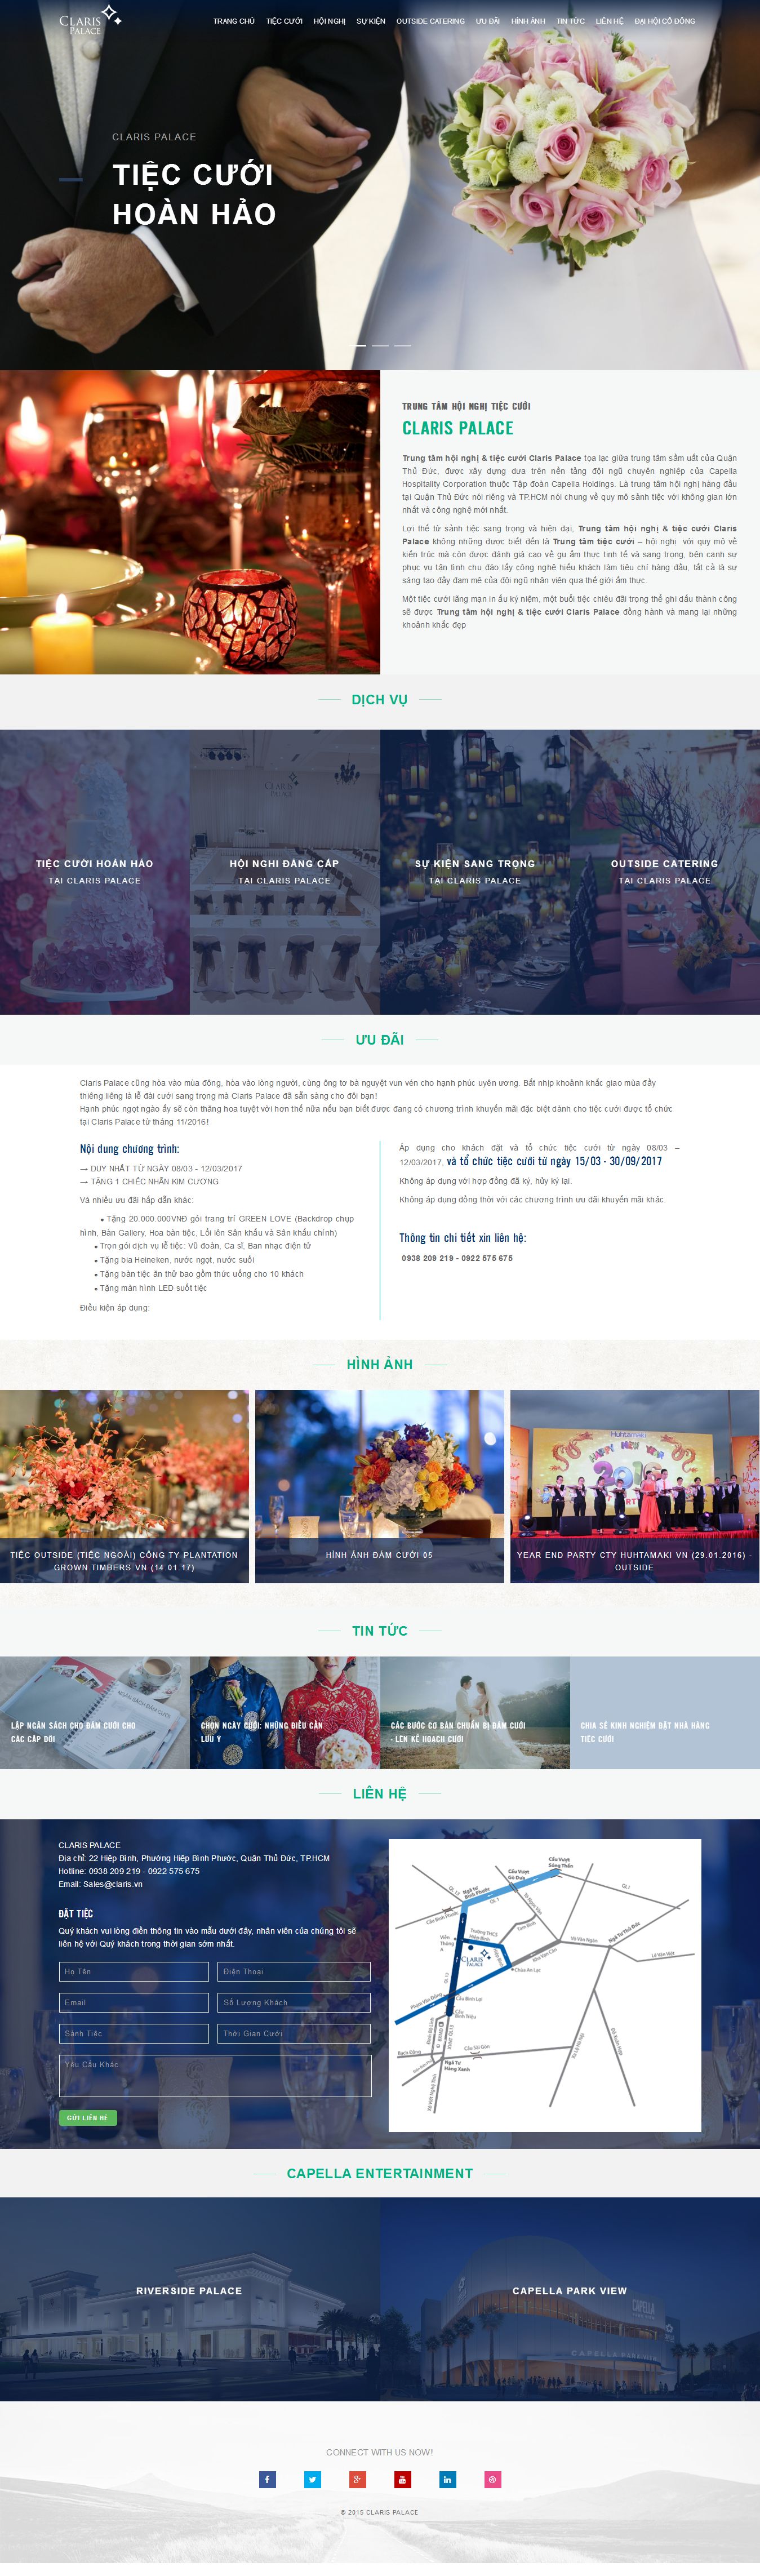 CLARIS
PALACE
TRANG CHỦ TIỆC CƯỚI HỘI NGHỊ SỰ KIỆN OUTSIDE CATERING ƯU ĐÃI HÌNH ẢNH TIN TỨC LIÊN HỆ ĐẠI HỘI CỔ ĐÔNG
CLARIS PALACE
TIỆC CƯỚI
HOÀN HẢO
TRUNG TÂM HỘI NGHỊ TIỆC CƯỚI
CLARIS PALACE
Trung tâm hội nghị & tiệc cưới Claris Palace tọa lạc giữa trung tâm sầm uất của Quận
Thủ Đức, được xây dựng dựa trên nền tảng đội ngũ chuyên nghiệp của Capella
Hospitality Corporation thuộc Tập đoàn Capella Holdings. Là trung tâm hội nghị hàng đầu
tại Quận Thủ Đức nói riêng và TP.HCM nói chung về quy mô sảnh tiệc với không gian lớn
nhất và công nghệ mới nhất.
Lợi thế từ sảnh tiệc sang trọng và hiện đại, Trung tâm hội nghị & tiệc cưới Claris
Palace không những được biết đến là Trung tâm tiệc cưới – hội nghị với quy mô về
kiến trúc mà còn được đánh giá cao về gu ẩm thực tinh tế và sang trọng, bên cạnh sự
phục vụ tận tình chu đáo lấy công nghệ hiếu khách làm tiêu chí hàng đầu, tất cả là sự
sáng tạo đầy đam mê của đội ngũ nhân viên qua thế giới ẩm thực.
Một tiệc cưới lãng mạn in dấu kỷ niệm, một buổi tiệc chiêu đãi trọng thể ghi dấu thành công
sẽ được Trung tâm hội nghị & tiệc cưới Claris Palace đồng hành và mang lại những
khoảnh khắc đẹp
DỊCH VỤ
TIỆC CƯỚI HOÀN HẢO
TẠI CLARIS PALACE
HỘI NGHỊ ĐẲNG CẤP
TẠI CLARIS PALACE
SỰ KIỆN SANG TRỌNG
TẠI CLARIS PALACE
OUTSIDE CATERING
TẠI CLARIS PALACE
ƯU ĐÃI
Claris Palace cũng hòa vào mùa đông, hòa vào lòng người, cùng ông tơ bà nguyệt vun vén cho hạnh phúc uyên ương. Bắt nhịp khoảnh khắc giao mùa đầy
thiêng liêng là lễ đài cưới sang trọng mà Claris Palace đã sẵn sàng cho đôi bạn!
Hạnh phúc ngọt ngào ấy sẽ còn thăng hoa tuyệt vời hơn thế nữa nếu bạn biết được đang có chương trình khuyến mãi đặc biệt dành cho tiệc cưới được tổ chức
tại Claris Palace từ tháng 11/2016!
Nội dung chương trình:
→ DUY NHẤT TỪ NGÀY 08/03 - 12/03/2017
→ TẶNG 1 CHIẾC NHẪN KIM CƯƠNG
Và nhiều ưu đãi hấp dẫn khác:
● Tặng 20.000.000VNĐ gói trang trí GREEN LOVE (Backdrop chụp
hình, Bàn Gallery, Hoa bàn tiệc, Lối lên Sân khấu và Sân khấu chính)
● Trọn gói dịch vụ lễ tiệc: Vũ đoàn, Ca sĩ, Ban nhạc điện tử
● Tặng bia Heineken, nước ngọt, nước suối
● Tặng bàn tiệc ăn thử bao gồm thức uống cho 10 khách
● Tặng màn hình LED suốt tiệc
Điều kiện áp dụng:
Áp dụng cho khách đặt và tổ chức tiệc cưới từ ngày 08/03 –
12/03/2017, và tổ chức tiệc cưới từ ngày 15/03 - 30/09/2017
Không áp dụng với hợp đồng đã ký, hủy ký lại.
Không áp dụng đồng thời với các chương trình ưu đãi khuyến mãi khác.
Thông tin chi tiết xin liên hệ:
0938 209 219 - 0922 575 675
HÌNH ẢNH
TIỆC OUTSIDE (TIỆC NGOÀI) CÔNG TY PLANTATION
GROWN TIMBERS VN (14.01.17)
HÌNH ẢNH ĐÁM CƯỚI 05
YEAR END PARTY CTY HUHTAMAKI VN (29.01.2016) -
OUTSIDE
TIN TỨC
LẬP NGÂN SÁCH CHO ĐÁM CƯỚI CHO
CÁC CẶP ĐÔI
CHỌN NGÀY CƯỚI: NHỮNG ĐIỀU CẦN
LƯU Ý
CÁC BƯỚC CƠ BẢN CHUẨN BỊ ĐÁM CƯỚI
- LÊN KẾ HOẠCH CƯỚI
CHIA SẺ KINH NGHIỆM ĐẶT NHÀ HÀNG
TIỆC CƯỚI
LIÊN HỆ
CLARIS PALACE
Địa chỉ: 22 Hiệp Bình, Phường Hiệp Bình Phước, Quận Thủ Đức, TP.HCM
Hotline: 0938 209 219 - 0922 575 675
Email: Sales@claris.vn
ĐẶT TIỆC
Quý khách vui lòng điền thông tin vào mẫu dưới đây, nhân viên của chúng tôi sẽ
liên hệ với Quý khách trong thời gian sớm nhất.
Họ Tên
Điện Thoại
Email
Số Lượng Khách
Sảnh Tiệc
Thời Gian Cưới
Yêu Cầu Khác
GỬI LIÊN HỆ
CLARIS
PALACE
CAPELLA ENTERTAINMENT
RIVERSIDE PALACE
CAPELLA PARK VIEW
CONNECT WITH US NOW!
© 2015 CLARIS PALACE